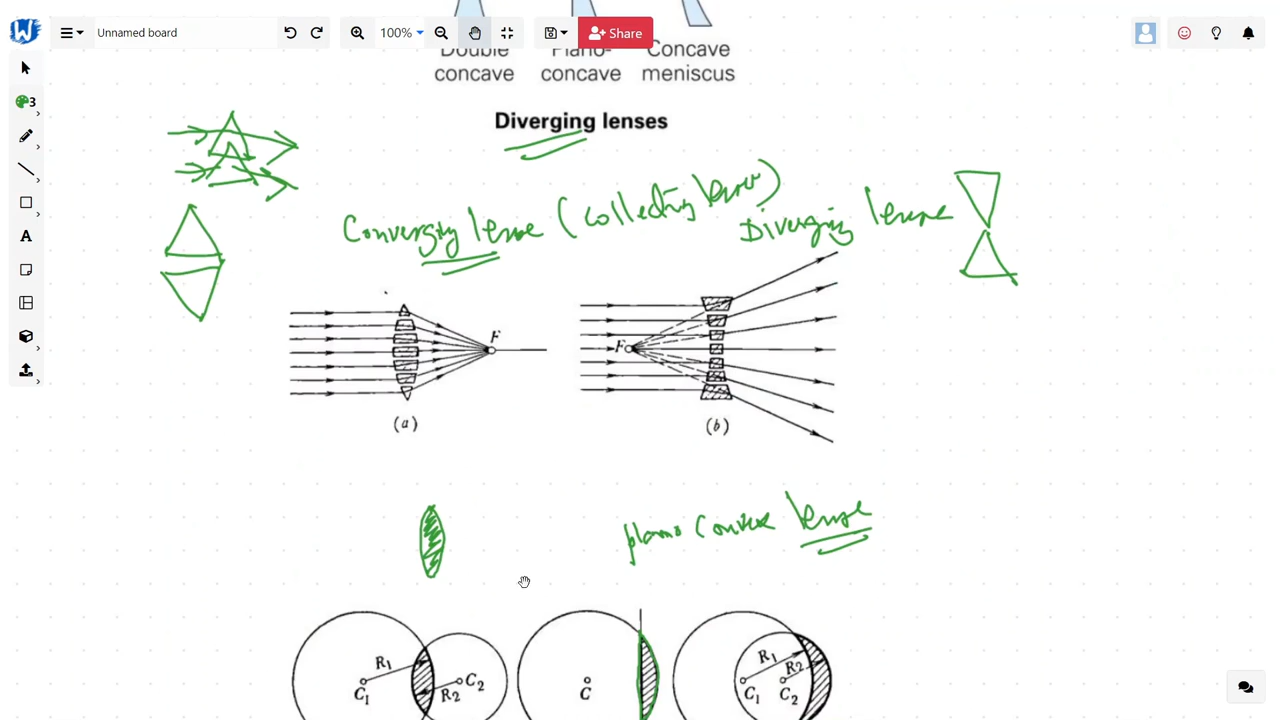 Unnamed board
100%
Share
3
Double Plano- Concave
concave concave meniscus
Diverging lenses
Converging lense (collecting lense) Diverging lense
F
F
(a) (b)
plano Convex lense
R1 R1
R2 R2
C1 C2 C C1 C2